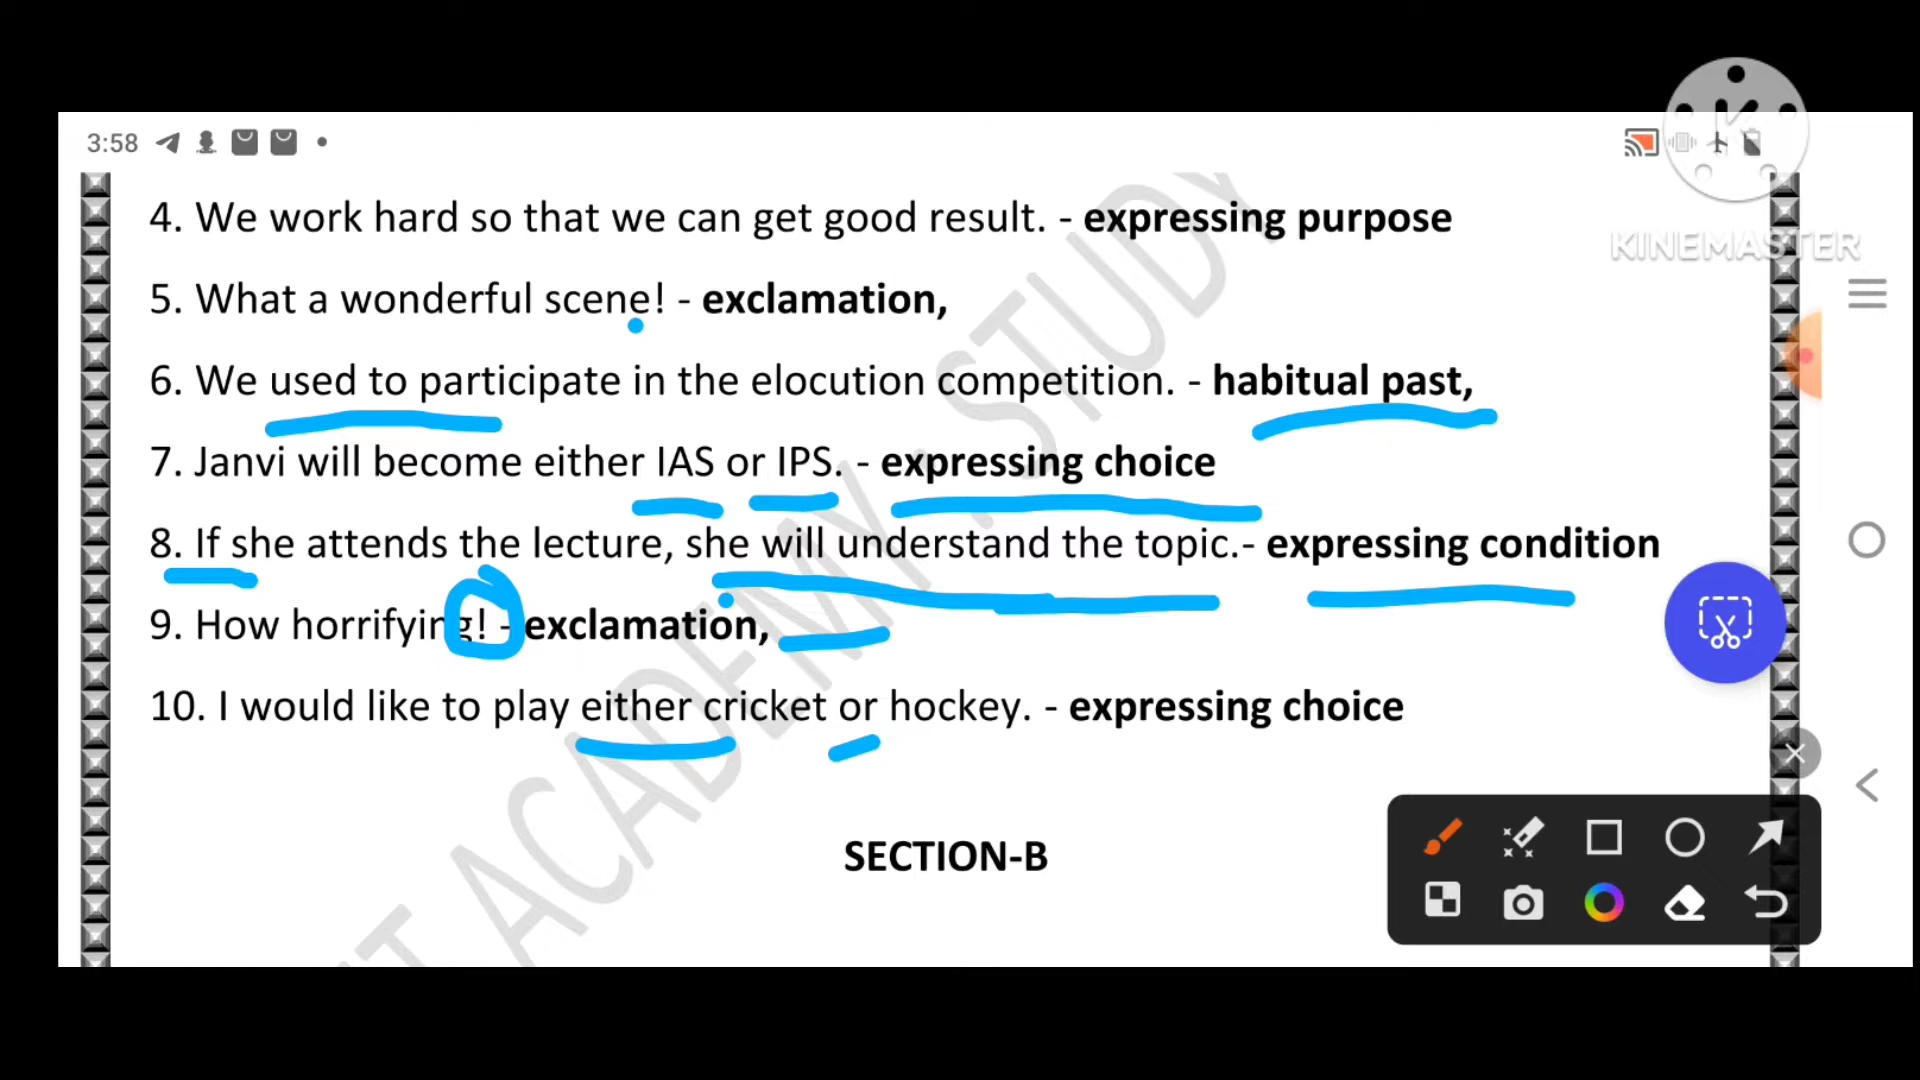 3:58
KINEMASTER
4. We work hard so that we can get good result. - expressing purpose
5. What a wonderful scene! - exclamation,
6. We used to participate in the elocution competition. - habitual past,
7. Janvi will become either IAS or IPS. - expressing choice
8. If she attends the lecture, she will understand the topic.- expressing condition
9. How horrifying! - exclamation,
10. I would like to play either cricket or hockey. - expressing choice
SECTION-B
ACADEMY : STUDY